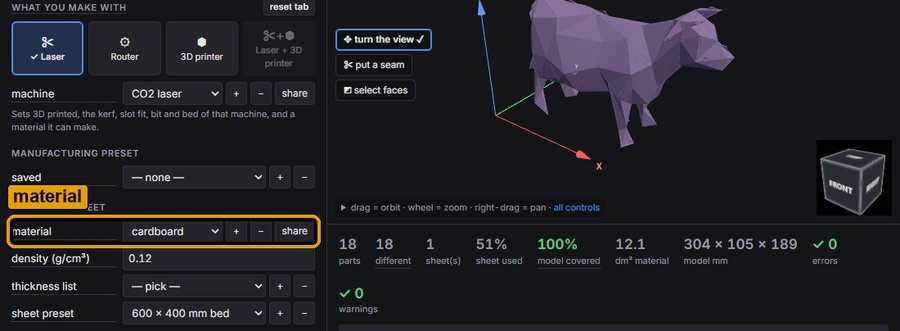 WHAT YOU MAKE WITH
reset tab
✓ Laser
Router
3D printer
Laser + 3D printer
machine
CO2 laser
+
−
share
Sets 3D printed, the kerf, slot fit, bit and bed of that machine, and a
material it can make.
MANUFACTURING PRESET
saved
— none —
+
−
material
EET
material
cardboard
+
−
share
density (g/cm³)
0.12
thickness list
— pick —
+
−
sheet preset
600 × 400 mm bed
+
−
✥ turn the view ✓
put a seam
select faces
Y
X
FRONT
▶ drag = orbit · wheel = zoom · right-drag = pan · all controls
18
parts
18
different
1
sheet(s)
51%
sheet used
100%
model covered
12.1
dm² material
304 × 105 × 189
model mm
✓ 0
errors
✓ 0
warnings